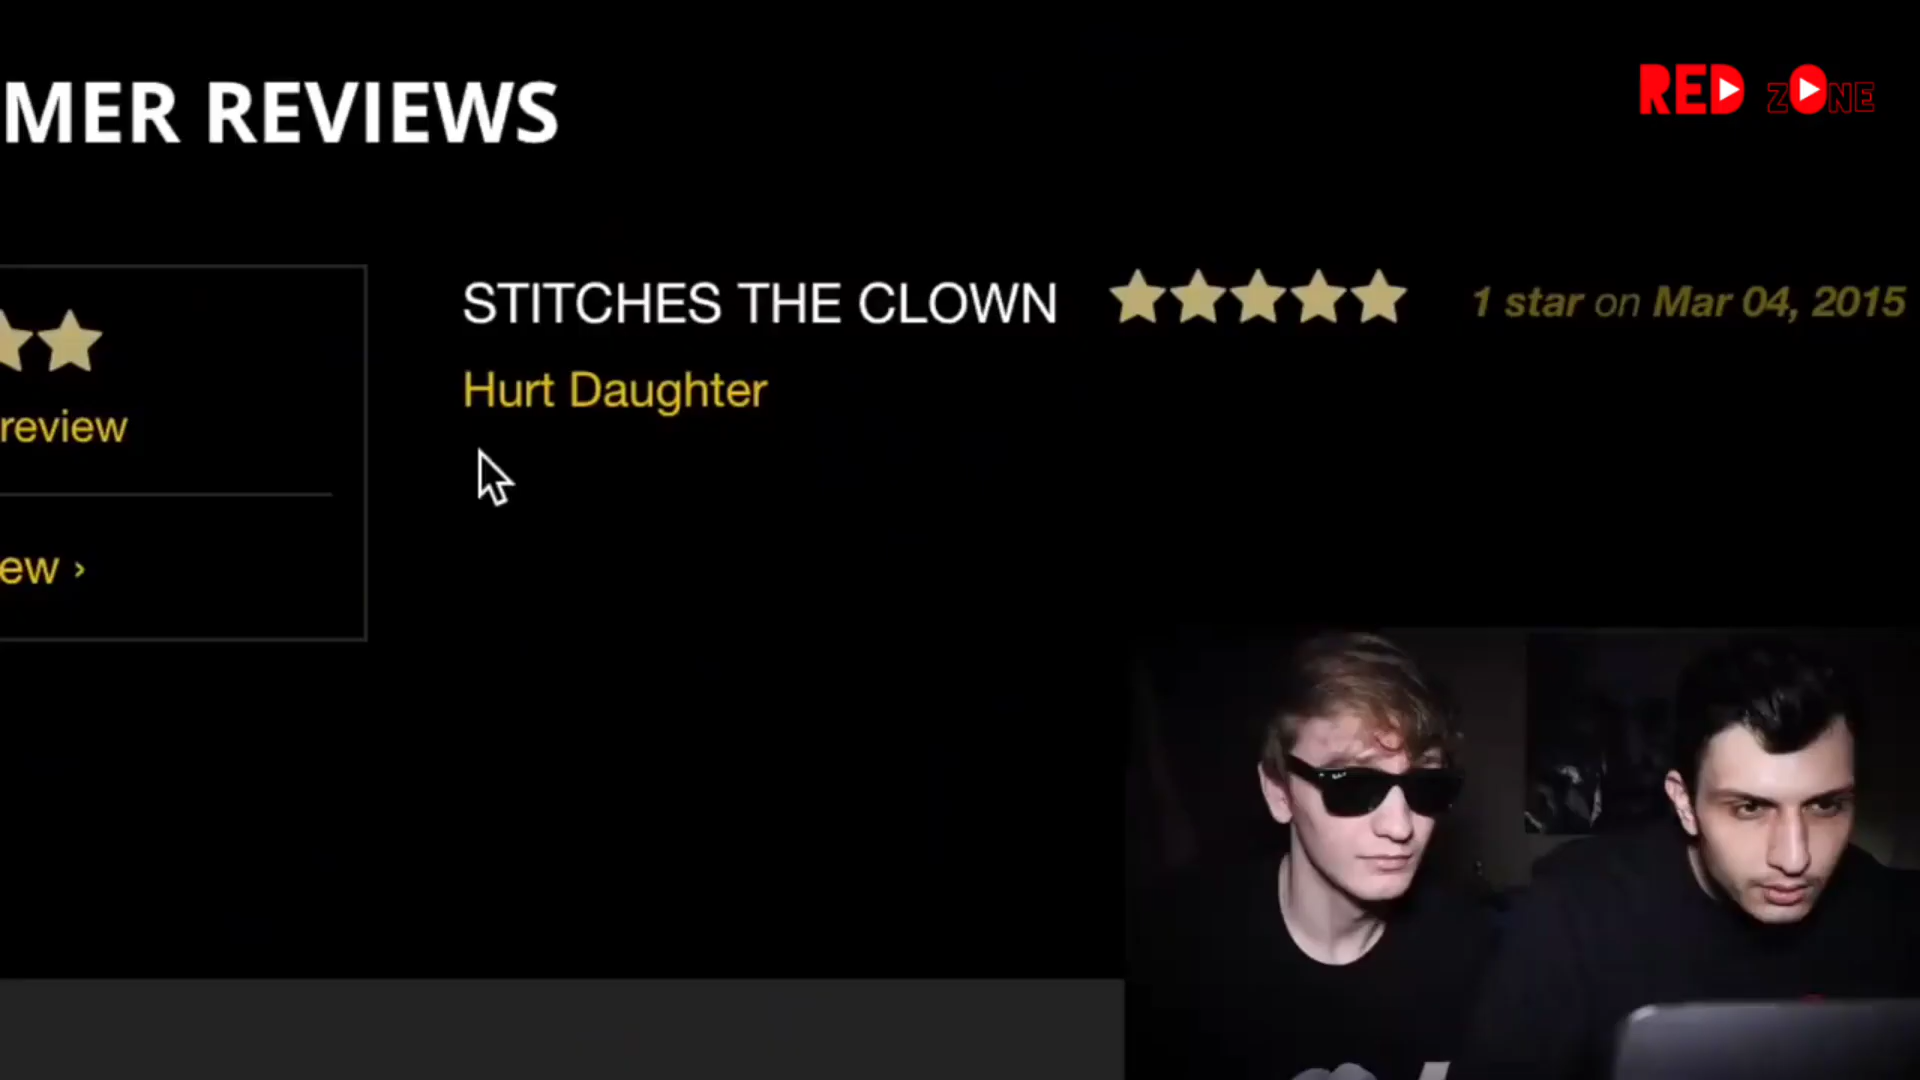 MER REVIEWS
RED ZONE
STITCHES THE CLOWN
1 star on Mar 04, 2015
Hurt Daughter
review
ew ›